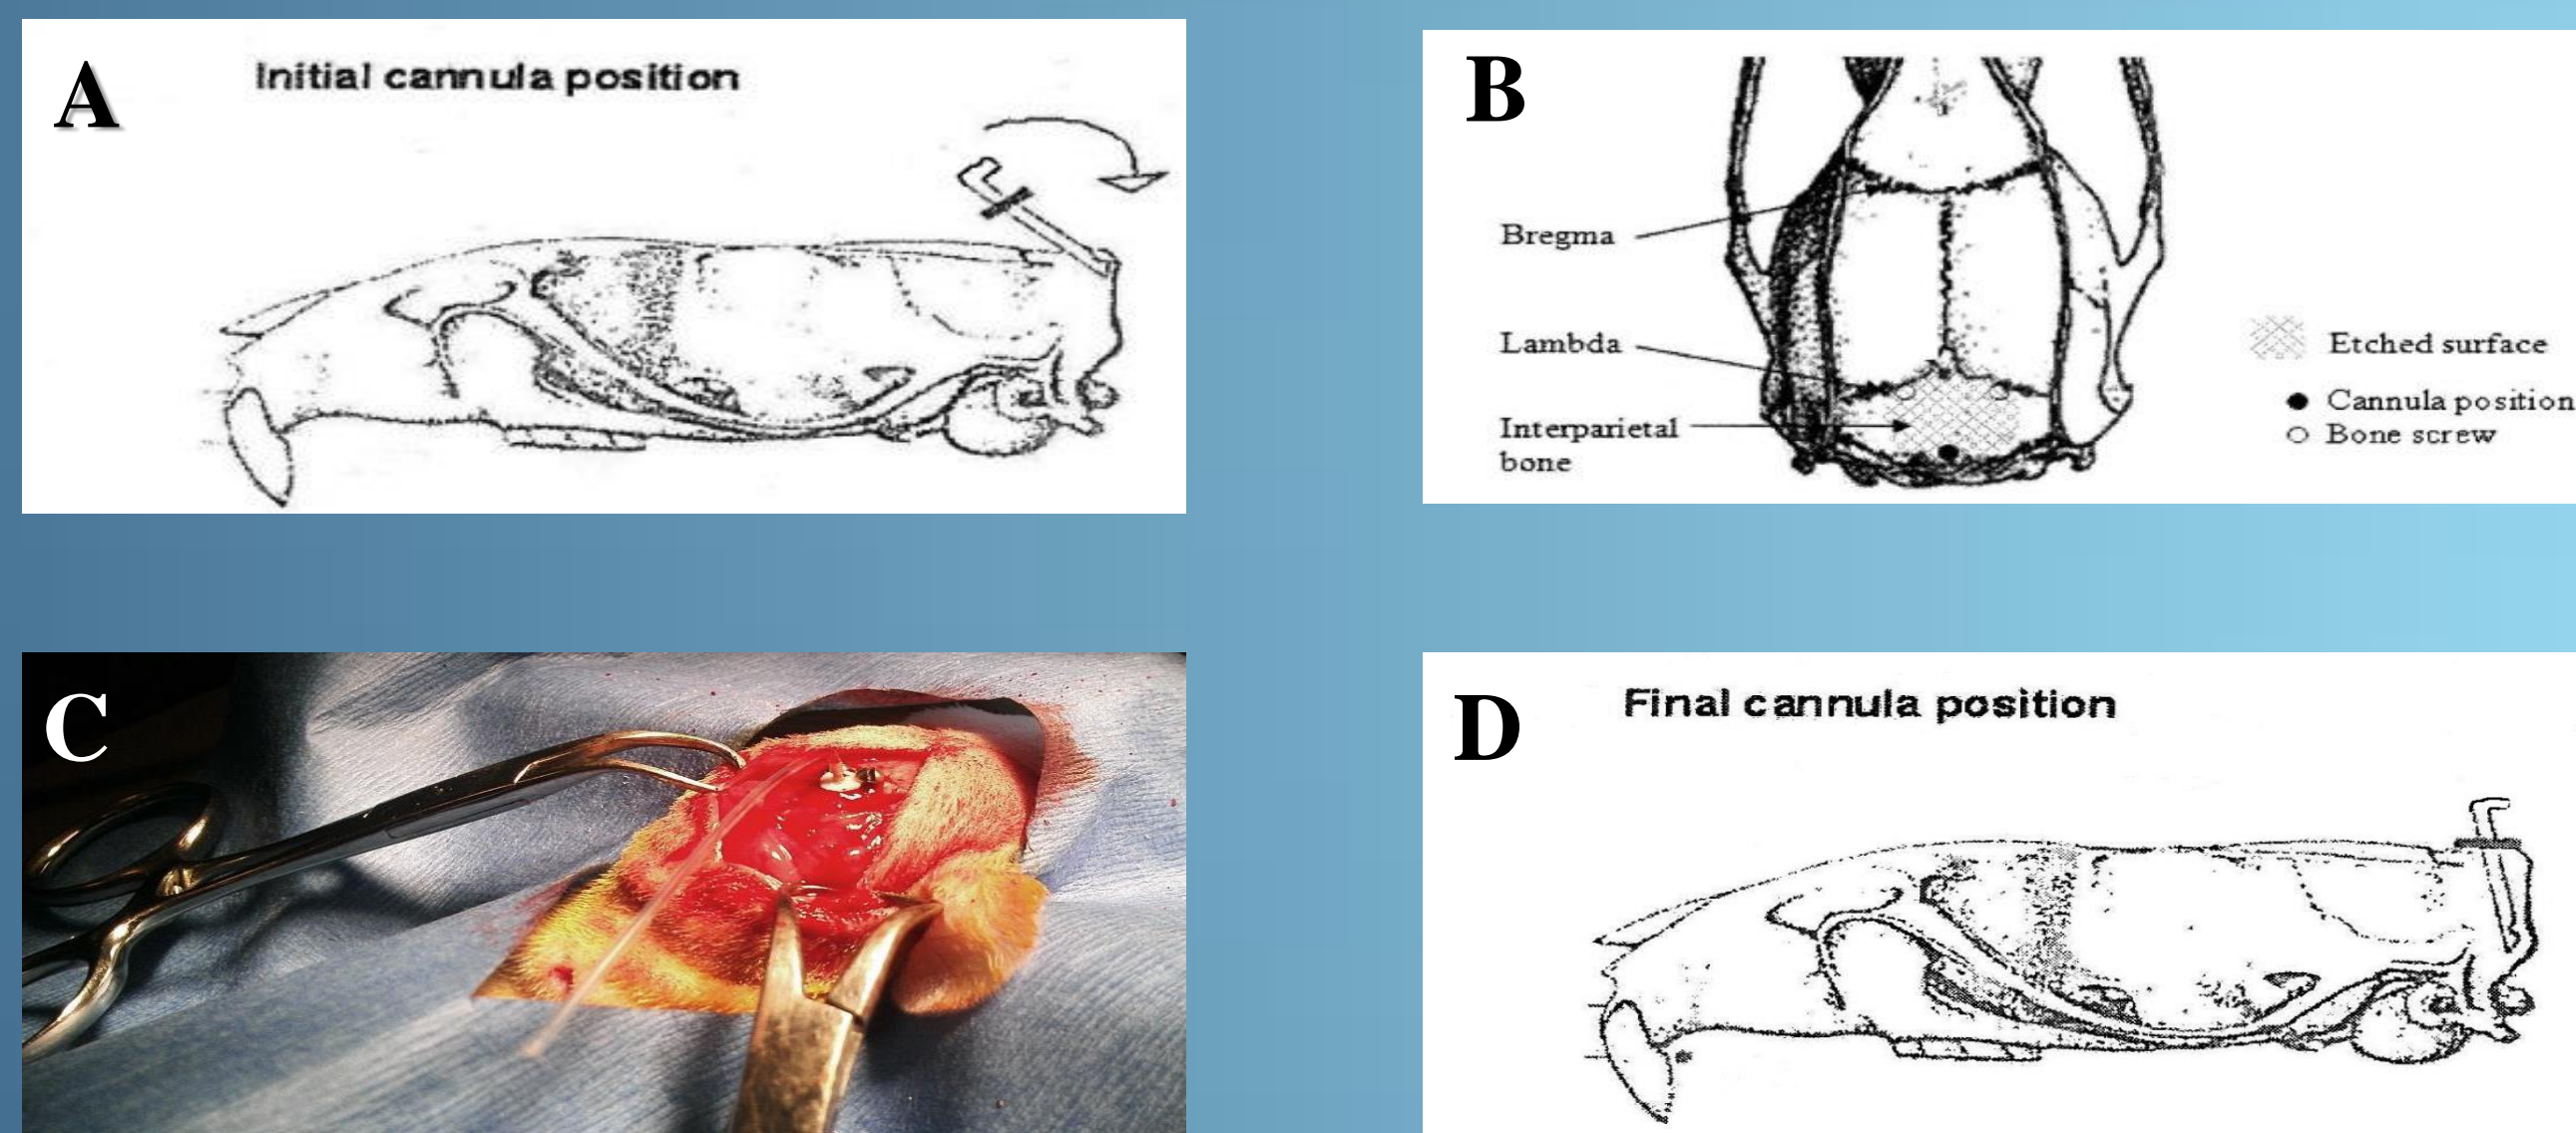 A
Initial cannula position
B
Bregma
Lambda
Interparietal
bone
Etched surface
Cannula position
Bone screw
C
D
Final cannula position